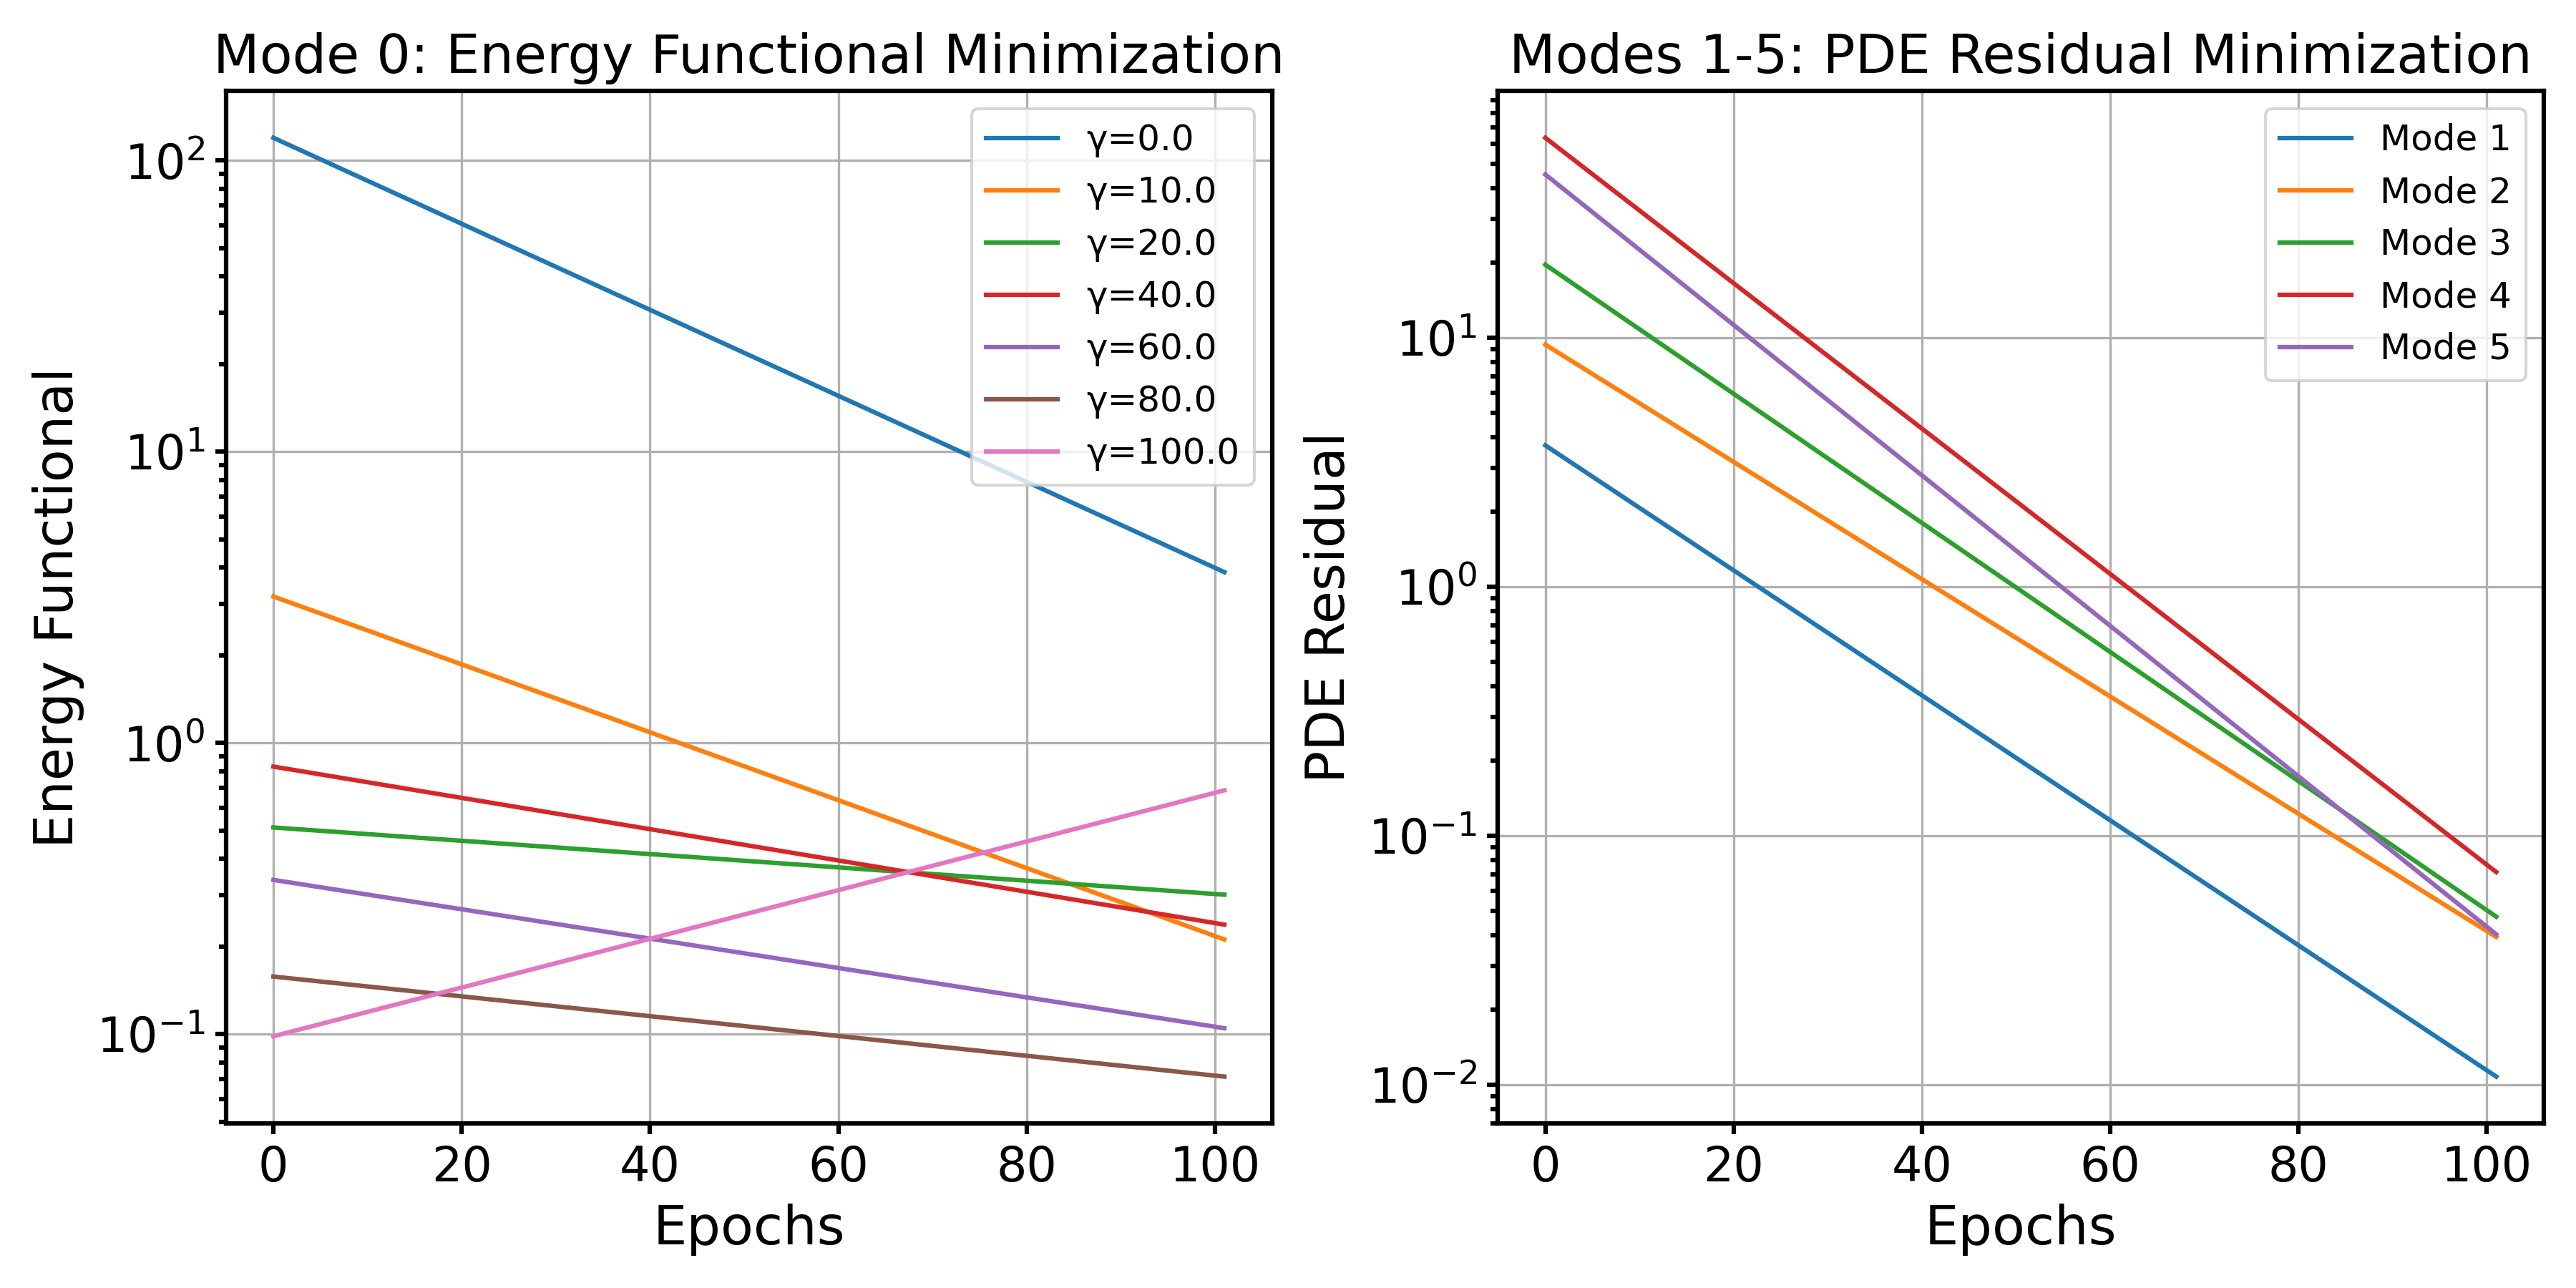 Mode 0: Energy Functional Minimization
Energy Functional
10²
10¹
10⁰
10⁻¹
0 20 40 60 80 100
Epochs
γ=0.0
γ=10.0
γ=20.0
γ=40.0
γ=60.0
γ=80.0
γ=100.0
Modes 1-5: PDE Residual Minimization
PDE Residual
10¹
10⁰
10⁻¹
10⁻²
0 20 40 60 80 100
Epochs
Mode 1
Mode 2
Mode 3
Mode 4
Mode 5